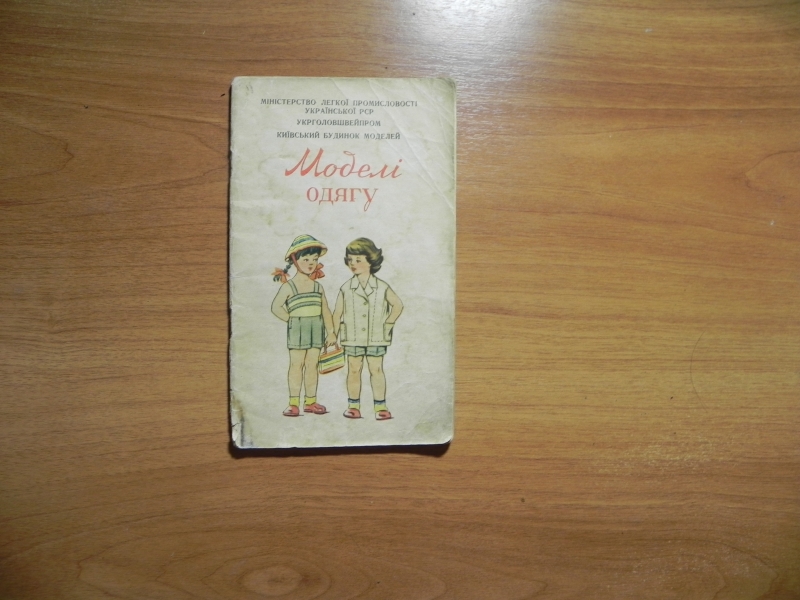 МІНІСТЕРСТВО ЛЕГКОЇ ПРОМИСЛОВОСТІ
УКРАЇНСЬКОЇ РСР
УКРГОЛОВШВЕЙПРОМ
КИЇВСЬКИЙ БУДИНОК МОДЕЛЕЙ
Моделі
ОДЯГУ